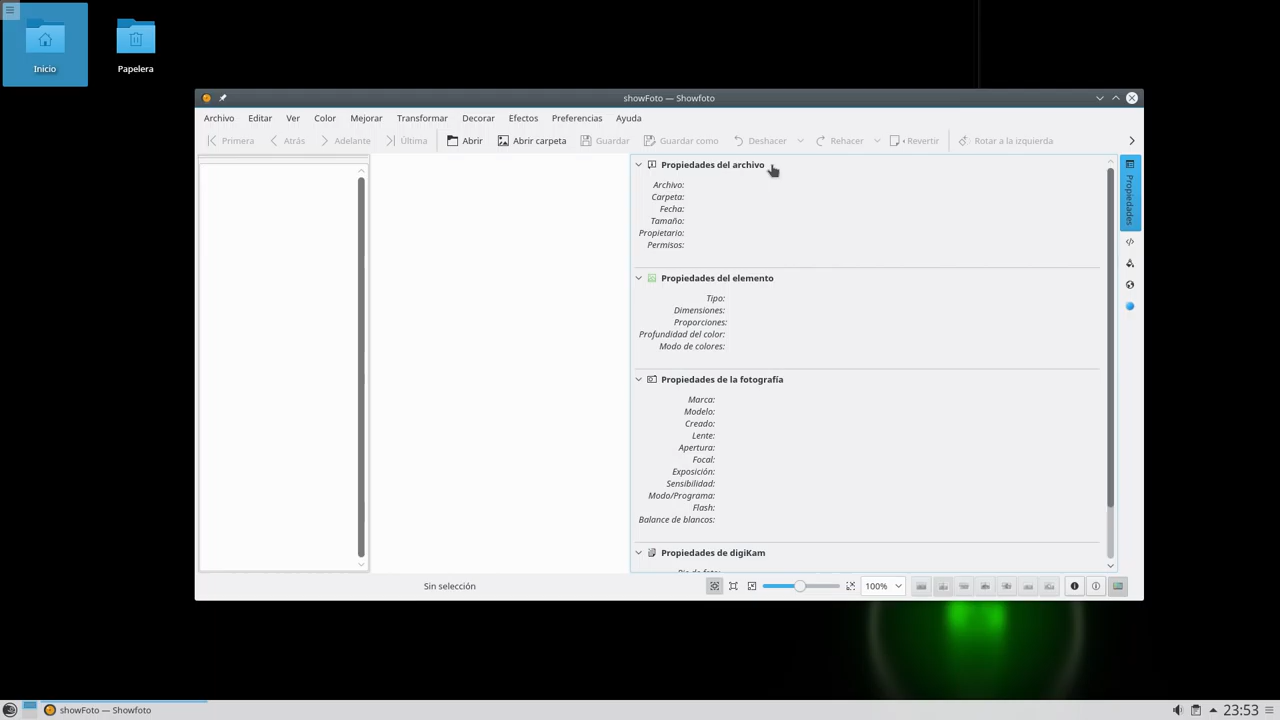 Inicio
Papelera
showFoto — Showfoto
Archivo Editar Ver Color Mejorar Transformar Decorar Efectos Preferencias Ayuda
Primera Atrás Adelante Última Abrir Abrir carpeta Guardar Guardar como Deshacer Rehacer Revertir Rotar a la izquierda
Propiedades del archivo
Archivo:
Carpeta:
Fecha:
Tamaño:
Propietario:
Permisos:
Propiedades del elemento
Tipo:
Dimensiones:
Proporciones:
Profundidad del color:
Modo de colores:
Propiedades de la fotografía
Marca:
Modelo:
Creado:
Lente:
Apertura:
Focal:
Exposición:
Sensibilidad:
Modo/Programa:
Flash:
Balance de blancos:
Propiedades de digiKam
Propiedades
Sin selección
100%
showFoto — Showfoto
23:53